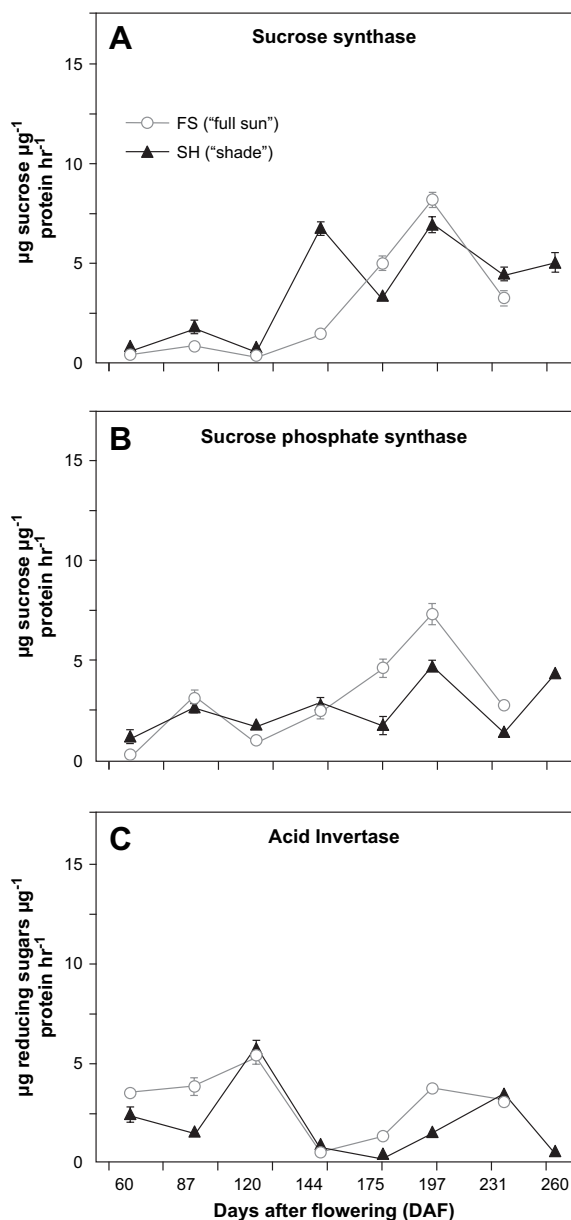 A
Sucrose synthase
15
10
5
0
FS (“full sun”)
SH (“shade”)
µg sucrose µg-1
protein hr-1
B
Sucrose phosphate synthase
15
10
5
0
µg sucrose µg-1
protein hr-1
C
Acid Invertase
15
10
5
0
µg reducing sugars µg-1
protein hr-1
60 87 120 144 175 197 231 260
Days after flowering (DAF)